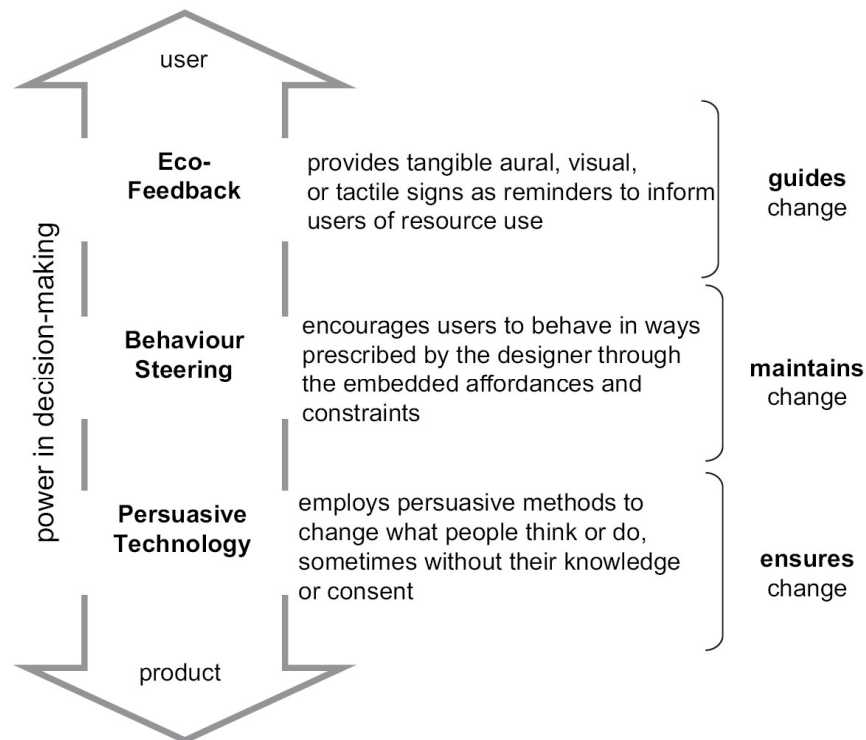 user
Eco-
Feedback
provides tangible aural, visual,
or tactile signs as reminders to inform
users of resource use
guides
change
power in decision-making
Behaviour
Steering
encourages users to behave in ways
prescribed by the designer through
the embedded affordances and
constraints
maintains
change
Persuasive
Technology
employs persuasive methods to
change what people think or do,
sometimes without their knowledge
or consent
ensures
change
product